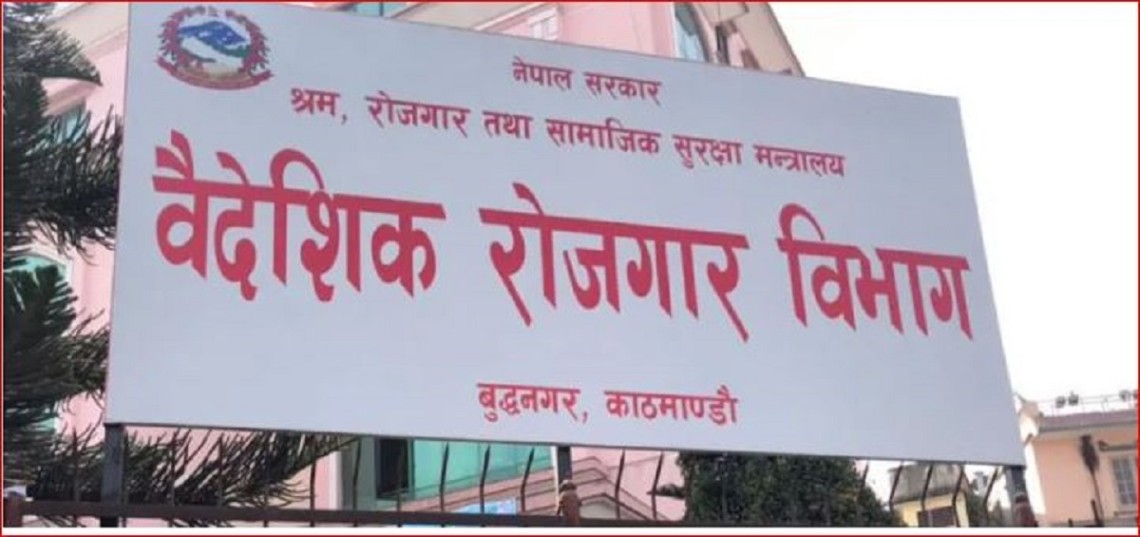 नेपाल सरकार
श्रम, रोजगार तथा सामाजिक सुरक्षा मन्त्रालय
वैदेशिक रोजगार विभाग
बुद्धनगर, काठमाण्डौ